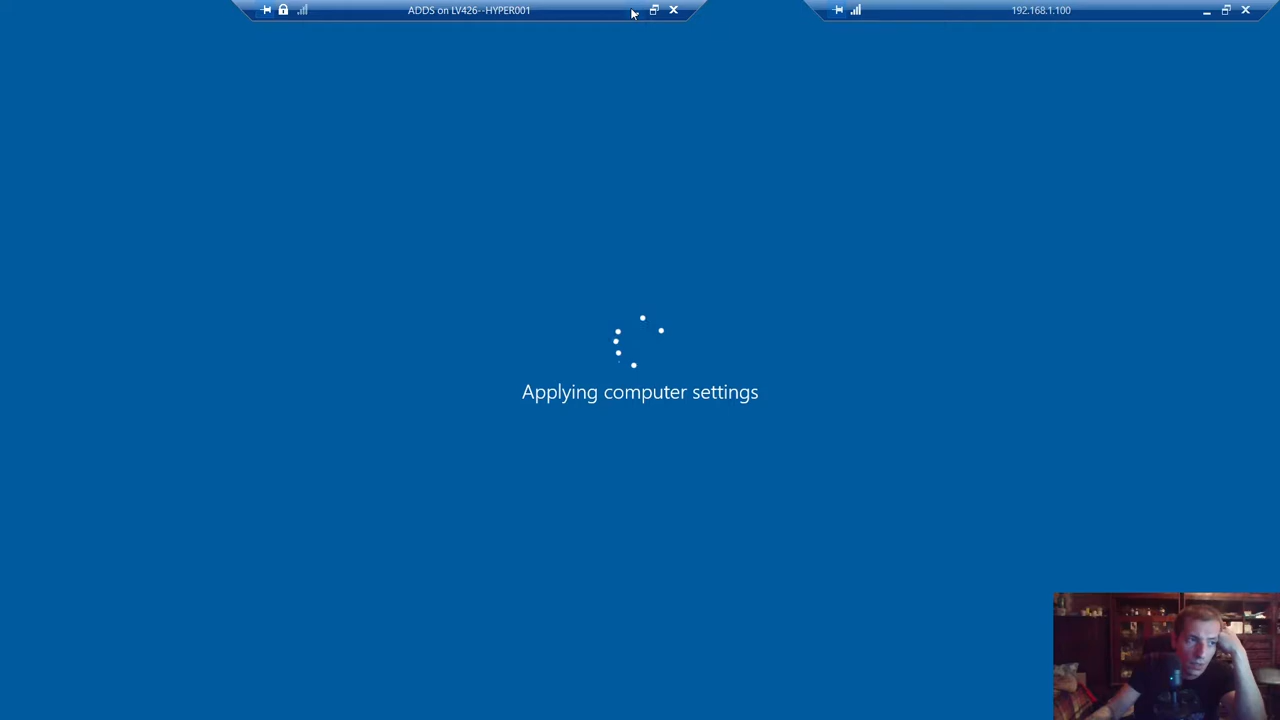 ADDS on LV426--HYPER001
192.168.1.100
Applying computer settings